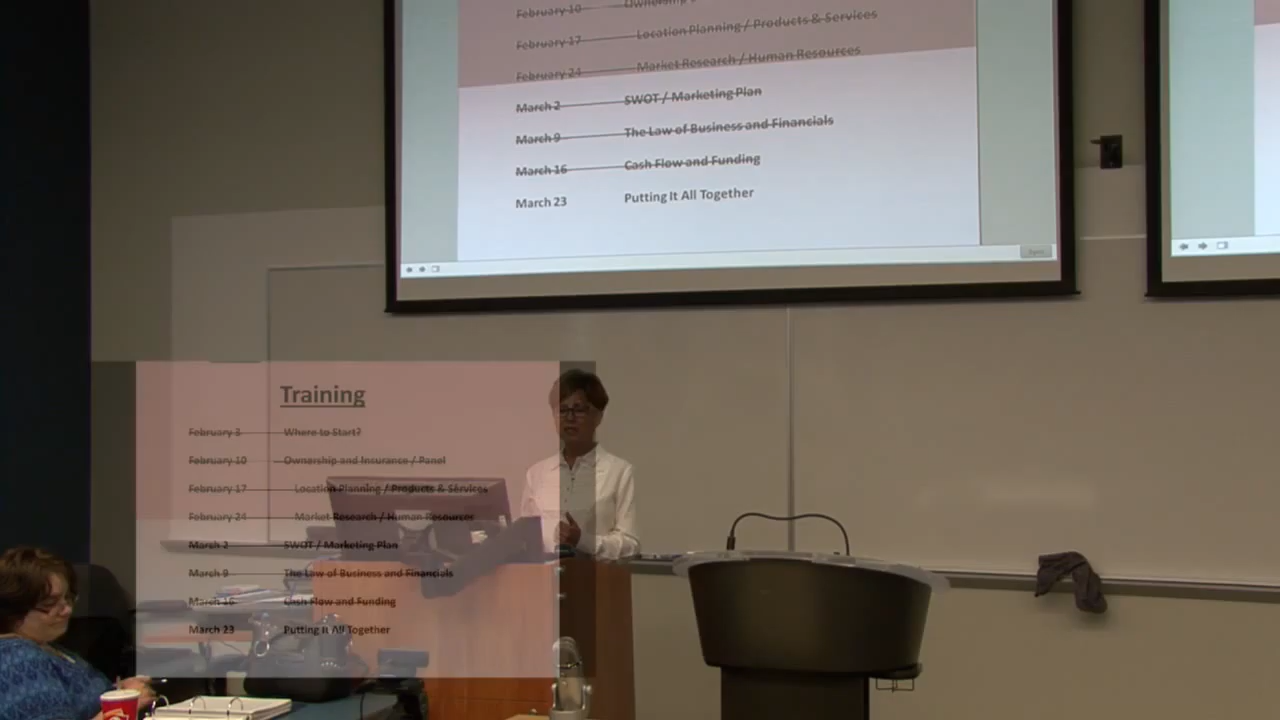 February 10
February 17 Location Planning / Products & Services
February 24 Market Research / Human Resources
March 2 SWOT / Marketing Plan
March 9 The Law of Business and Financials
March 16 Cash Flow and Funding
March 23 Putting It All Together
Training
February 3 Where to Start?
February 10 Ownership and Insurance / Panel
February 17 Location Planning / Products & Services
February 24 Market Research / Human Resources
March 2 SWOT / Marketing Plan
March 9 The Law of Business and Financials
March 16 Cash Flow and Funding
March 23 Putting It All Together